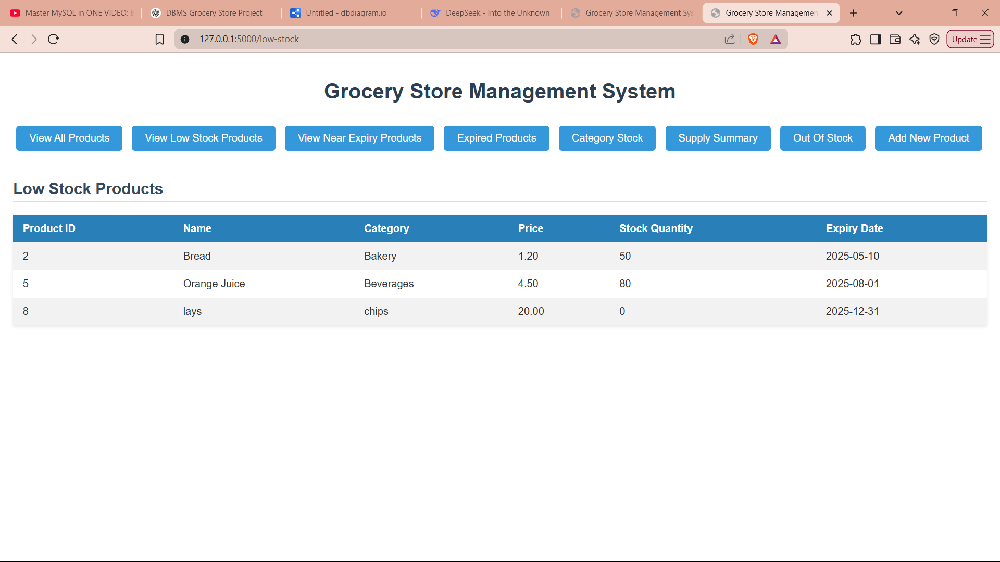 Master MySQL in ONE VIDEO: B
DBMS Grocery Store Project
Untitled - dbdiagram.io
DeepSeek - Into the Unknown
Grocery Store Management Sys
Grocery Store Managemen
127.0.0.1:5000/low-stock
Update
Grocery Store Management System
View All Products
View Low Stock Products
View Near Expiry Products
Expired Products
Category Stock
Supply Summary
Out Of Stock
Add New Product
Low Stock Products
Product ID Name Category Price Stock Quantity Expiry Date
2 Bread Bakery 1.20 50 2025-05-10
5 Orange Juice Beverages 4.50 80 2025-08-01
8 lays chips 20.00 0 2025-12-31